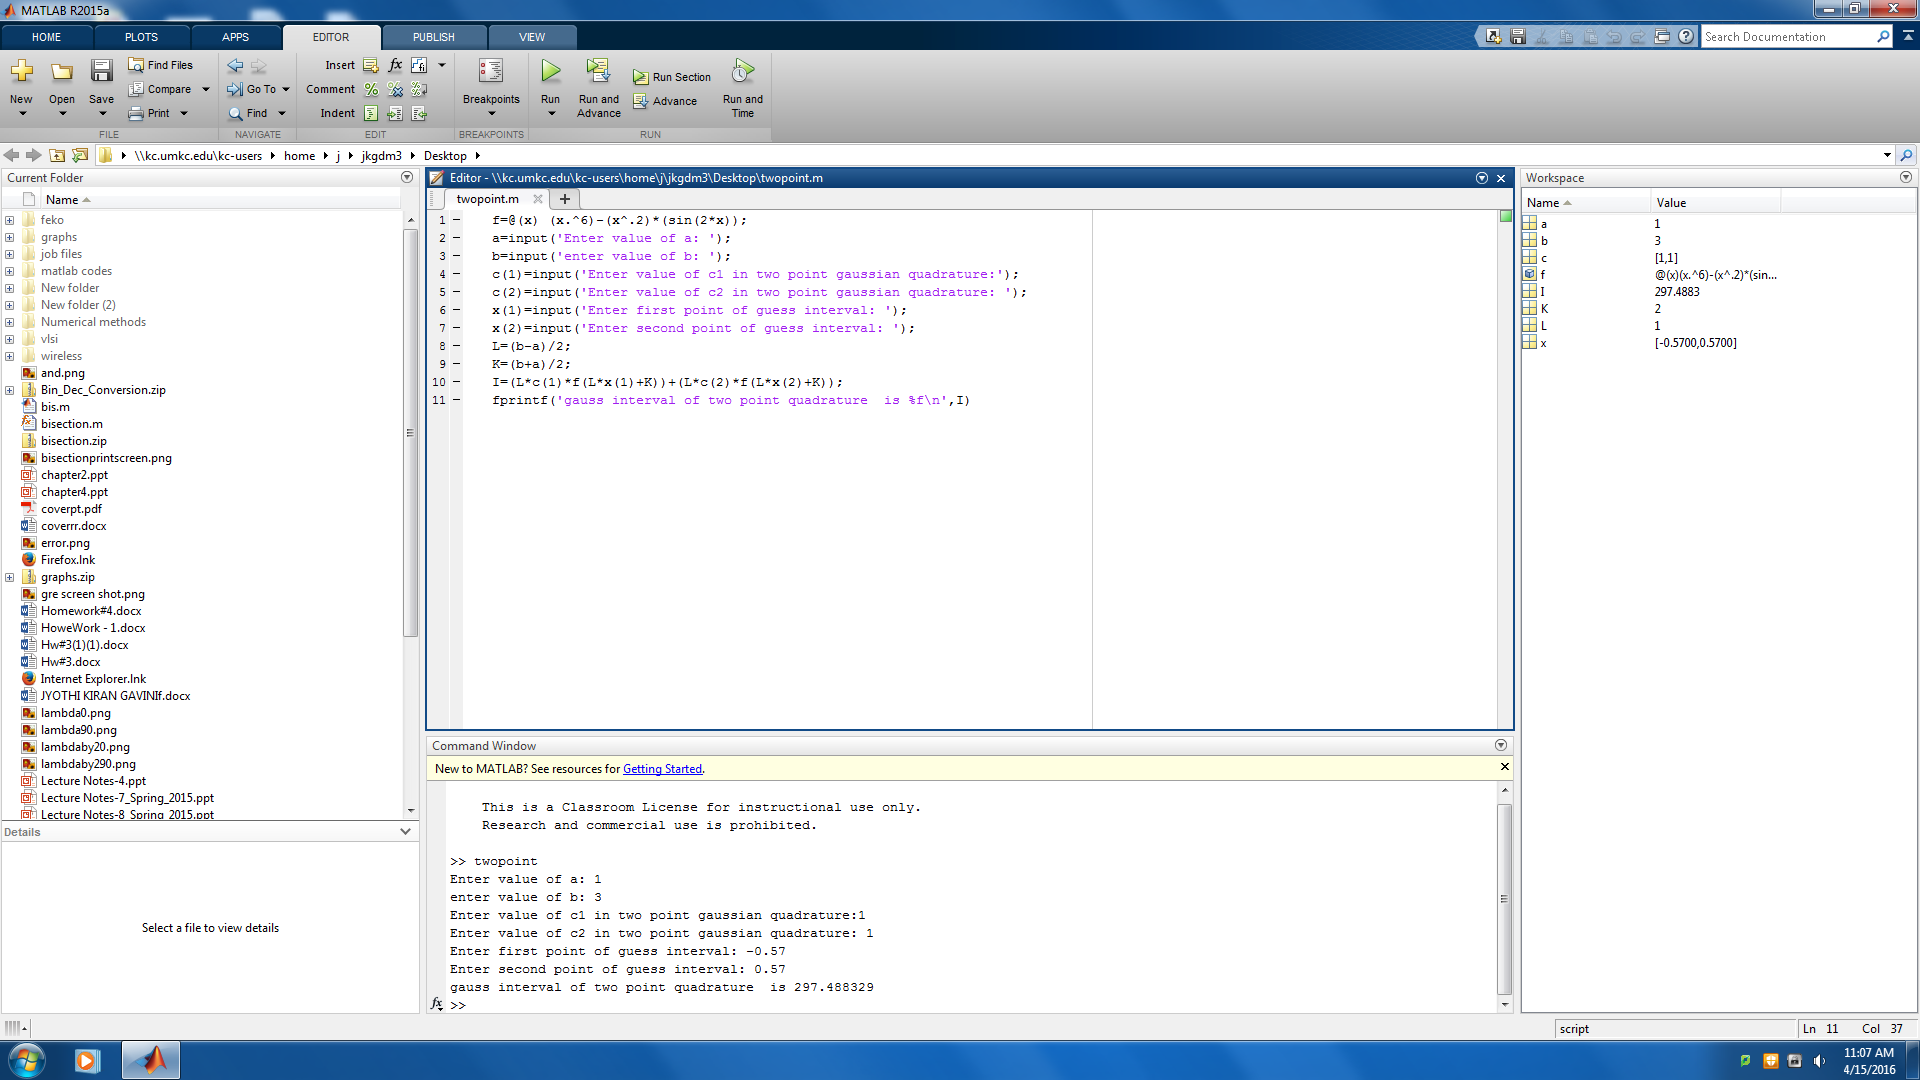 MATLAB R2015a
HOME PLOTS APPS EDITOR PUBLISH VIEW
Search Documentation
New Open Save
Find Files
Compare
Print
Go To
Find
Insert
Comment
Indent
fx
Breakpoints
Run
Run and Advance
Run Section
Advance
Run and Time
FILE NAVIGATE EDIT BREAKPOINTS RUN
\\kc.umkc.edu\kc-users home j jkgdm3 Desktop
Current Folder
Name
feko
graphs
job files
matlab codes
New folder
New folder (2)
Numerical methods
vlsi
wireless
and.png
Bin_Dec_Conversion.zip
bis.m
bisection.m
bisection.zip
bisectionprintscreen.png
chapter2.ppt
chapter4.ppt
coverpt.pdf
coverrr.docx
error.png
Firefox.lnk
graphs.zip
gre screen shot.png
Homework#4.docx
HoweWork - 1.docx
Hw#3(1)(1).docx
Hw#3.docx
Internet Explorer.lnk
JYOTHI KIRAN GAVINIf.docx
lambda0.png
lambda90.png
lambdaby20.png
lambdaby290.png
Lecture Notes-4.ppt
Lecture Notes-7_Spring_2015.ppt
Lecture Notes-8_Spring_2015.ppt
Details
Select a file to view details
Editor - \\kc.umkc.edu\kc-users\home\j\jkgdm3\Desktop\twopoint.m
twopoint.m
1 f=@(x) (x.^6)-(x^.2)*(sin(2*x));
2 a=input('Enter value of a: ');
3 b=input('enter value of b: ');
4 c(1)=input('Enter value of c1 in two point gaussian quadrature:');
5 c(2)=input('Enter value of c2 in two point gaussian quadrature: ');
6 x(1)=input('Enter first point of guess interval: ');
7 x(2)=input('Enter second point of guess interval: ');
8 L=(b-a)/2;
9 K=(b+a)/2;
10 I=(L*c(1)*f(L*x(1)+K))+(L*c(2)*f(L*x(2)+K));
11 fprintf('gauss interval of two point quadrature  is %f\n',I)
Command Window
New to MATLAB? See resources for Getting Started.
This is a Classroom License for instructional use only.
Research and commercial use is prohibited.
>> twopoint
Enter value of a: 1
enter value of b: 3
Enter value of c1 in two point gaussian quadrature:1
Enter value of c2 in two point gaussian quadrature: 1
Enter first point of guess interval: -0.57
Enter second point of guess interval: 0.57
gauss interval of two point quadrature  is 297.488329
fx >>
Workspace
Name Value
a 1
b 3
c [1,1]
f @(x)(x.^6)-(x^.2)*(sin...
I 297.4883
K 2
L 1
x [-0.5700,0.5700]
script
Ln 11 Col 37
11:07 AM
4/15/2016